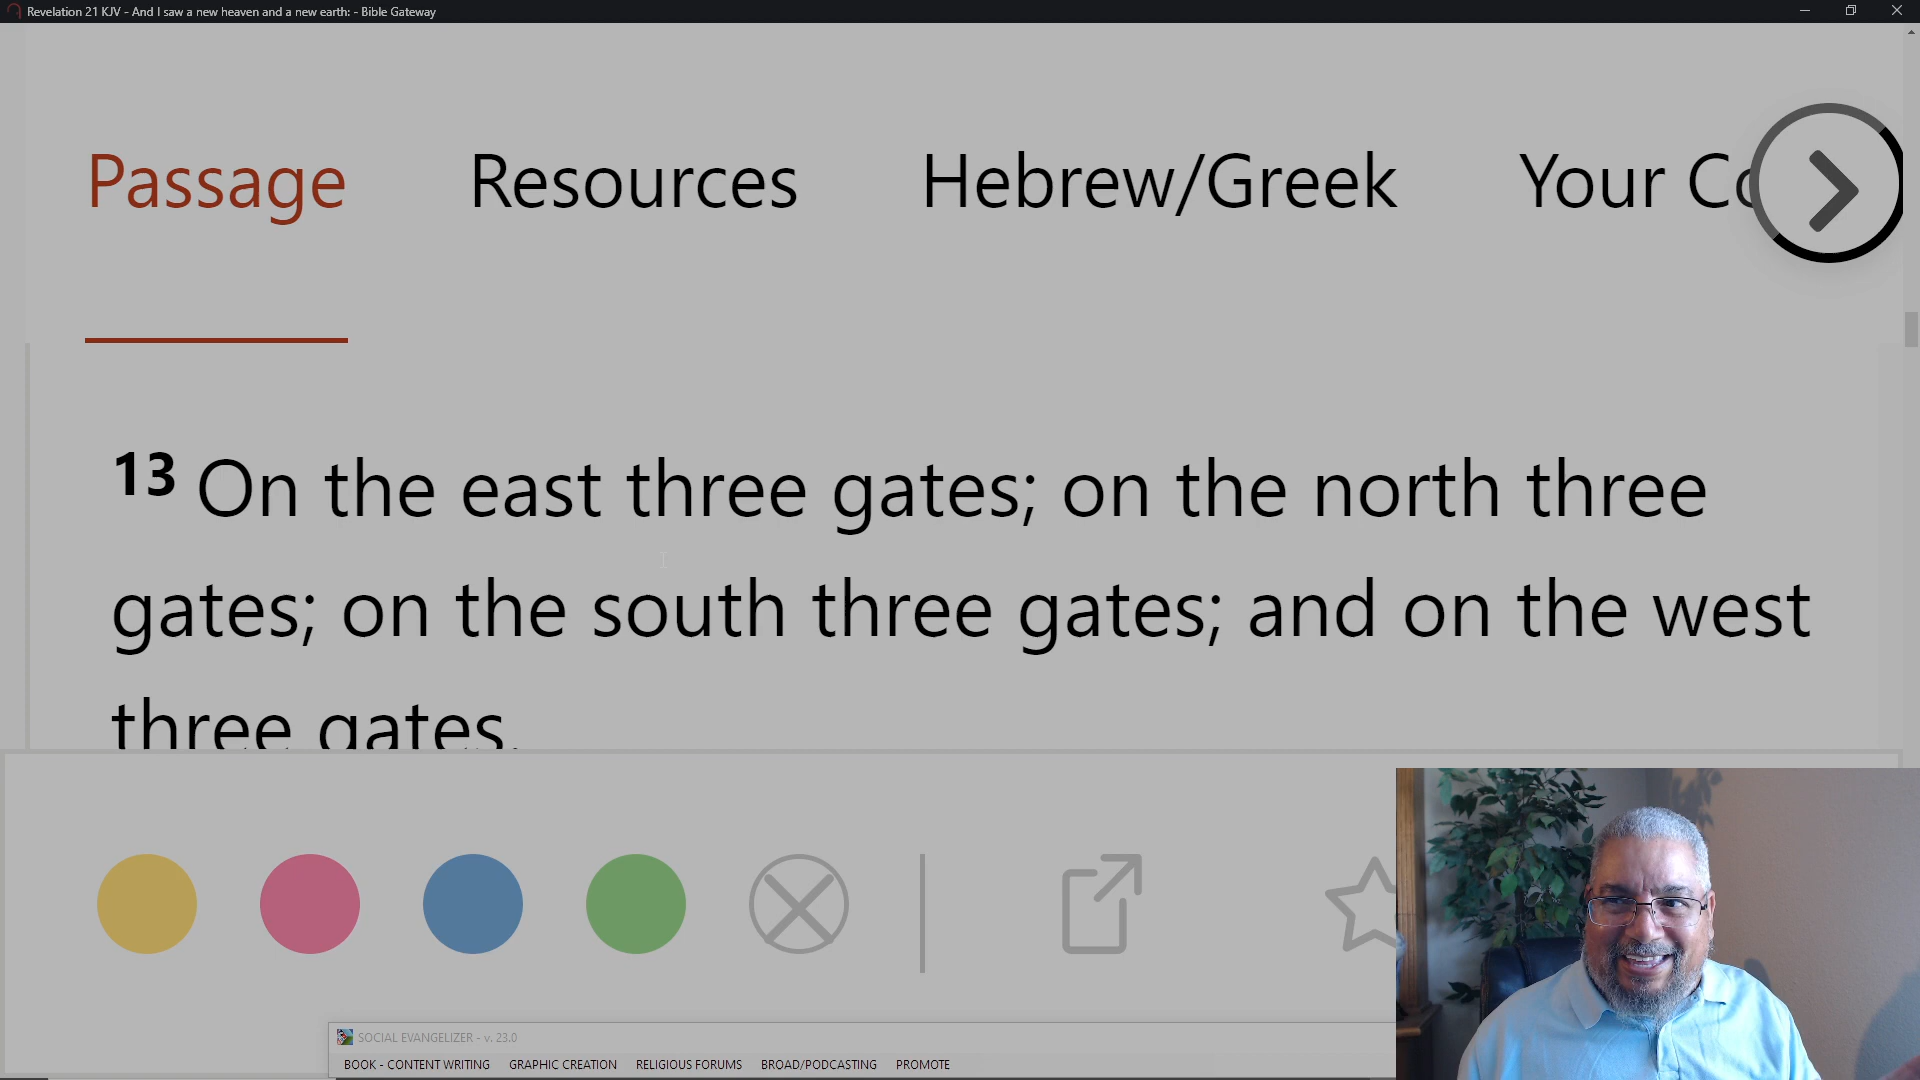 Revelation 21 KJV - And I saw a new heaven and a new earth: - Bible Gateway
Passage Resources Hebrew/Greek Your Co
13 On the east three gates; on the north three
gates; on the south three gates; and on the west
three gates.
SOCIAL EVANGELIZER - v. 23.0
BOOK - CONTENT WRITING GRAPHIC CREATION RELIGIOUS FORUMS BROAD/PODCASTING PROMOTE